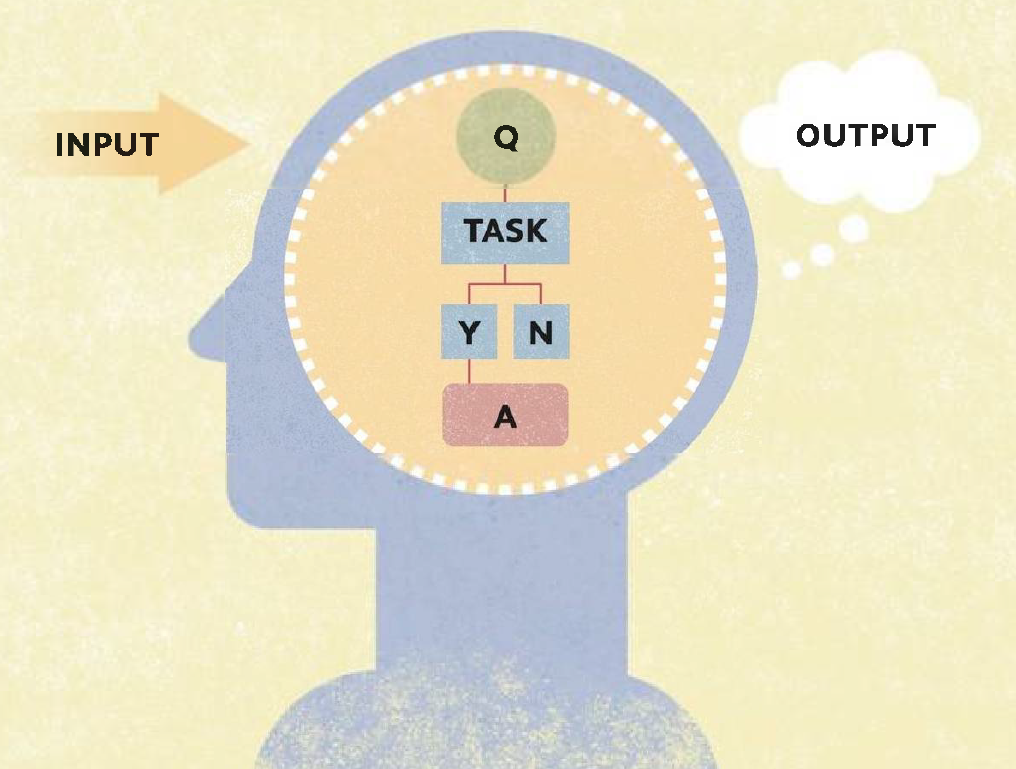 INPUT
Q
OUTPUT
TASK
Y N
A